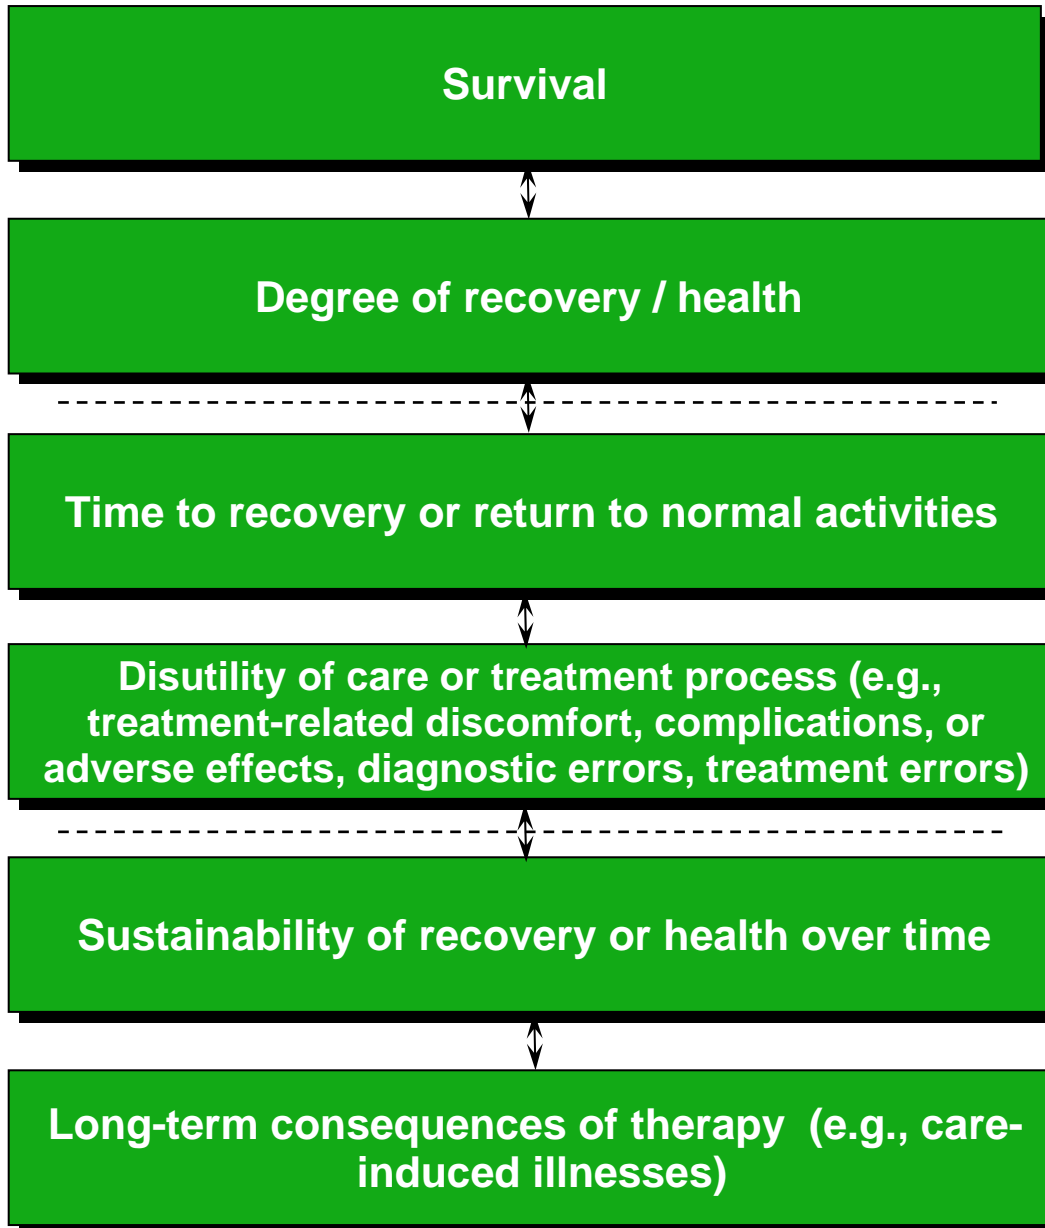 Survival
Degree of recovery / health
Time to recovery or return to normal activities
Disutility of care or treatment process (e.g.,
treatment-related discomfort, complications, or
adverse effects, diagnostic errors, treatment errors)
Sustainability of recovery or health over time
Long-term consequences of therapy  (e.g., care-
induced illnesses)